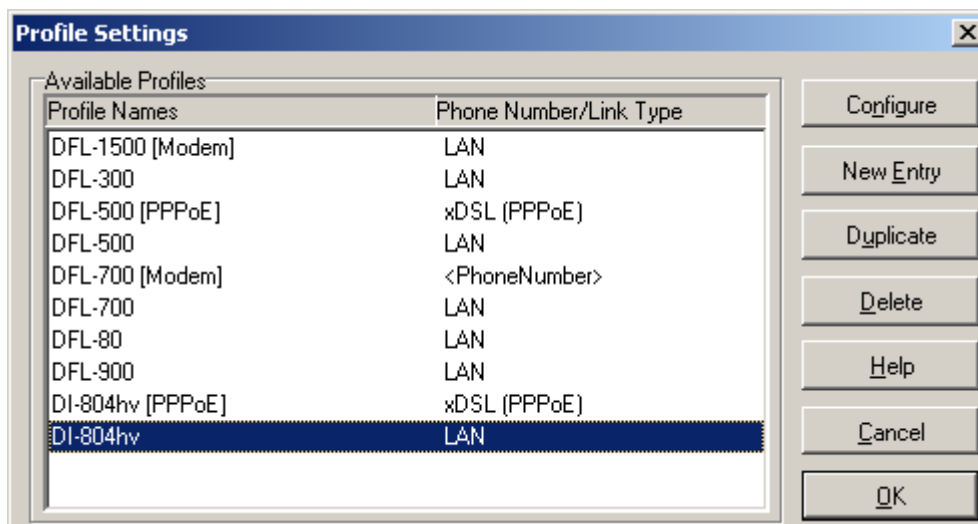 Profile Settings
Available Profiles
Profile Names Phone Number/Link Type
DFL-1500 [Modem] LAN
DFL-300 LAN
DFL-500 [PPPoE] xDSL (PPPoE)
DFL-500 LAN
DFL-700 [Modem] <PhoneNumber>
DFL-700 LAN
DFL-80 LAN
DFL-900 LAN
DI-804hv [PPPoE] xDSL (PPPoE)
DI-804hv LAN
Configure
New Entry
Duplicate
Delete
Help
Cancel
OK